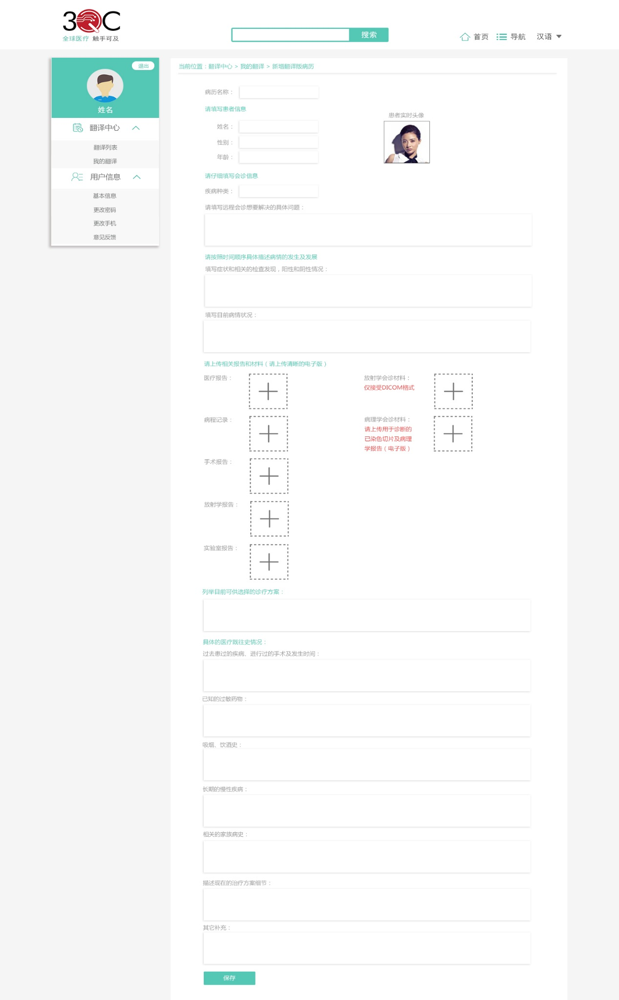 3QC
全球医疗 触手可及
搜索
首页
导航
汉语
退出
姓名
翻译中心
翻译列表
我的翻译
用户信息
基本信息
更改密码
更改手机
意见反馈
当前位置：翻译中心 > 我的翻译 > 新增翻译版病历
病历名称：
请填写患者信息
患者实时头像
姓名：
性别：
年龄：
请仔细填写会诊信息
疾病种类：
请填写远程会诊想要解决的具体问题：
请按照时间顺序具体描述病情的发生及发展
填写症状和相关的检查发现，阳性和阴性情况：
填写目前病情状况：
请上传相关报告和材料（请上传清晰的电子版）
医疗报告：
放射学会诊材料：
仅接受DICOM格式
病程记录：
病理学会诊材料：
请上传用于诊断的
已染色切片及病理
学报告（电子版）
手术报告：
放射学报告：
实验室报告：
列举目前可供选择的诊疗方案：
具体的医疗既往史情况：
过去患过的疾病、进行过的手术及发生时间：
已知的过敏药物：
吸烟、饮酒史：
长期的慢性疾病：
相关的家族病史：
描述现在的治疗方案细节：
其它补充：
保存